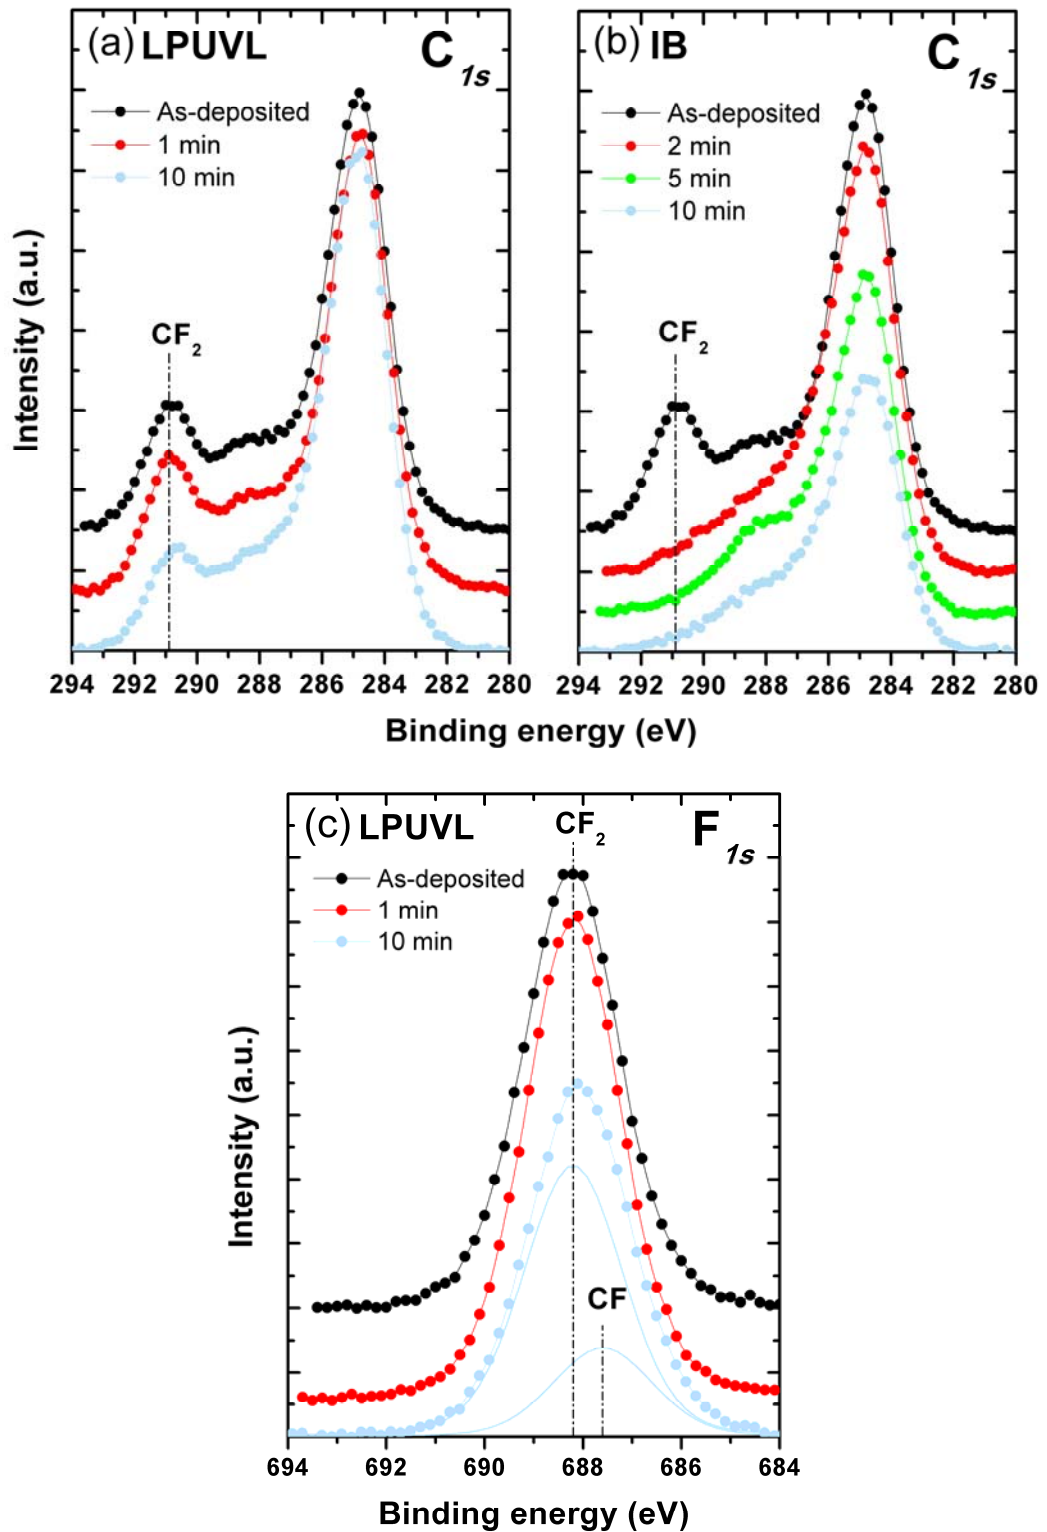 (a) LPUVL
C 1s
As-deposited
1 min
10 min
CF2
Intensity (a.u.)
294 292 290 288 286 284 282 280
(b) IB
C 1s
As-deposited
2 min
5 min
10 min
CF2
294 292 290 288 286 284 282 280
Binding energy (eV)
(c) LPUVL
CF2
F 1s
As-deposited
1 min
10 min
CF
Intensity (a.u.)
694 692 690 688 686 684
Binding energy (eV)